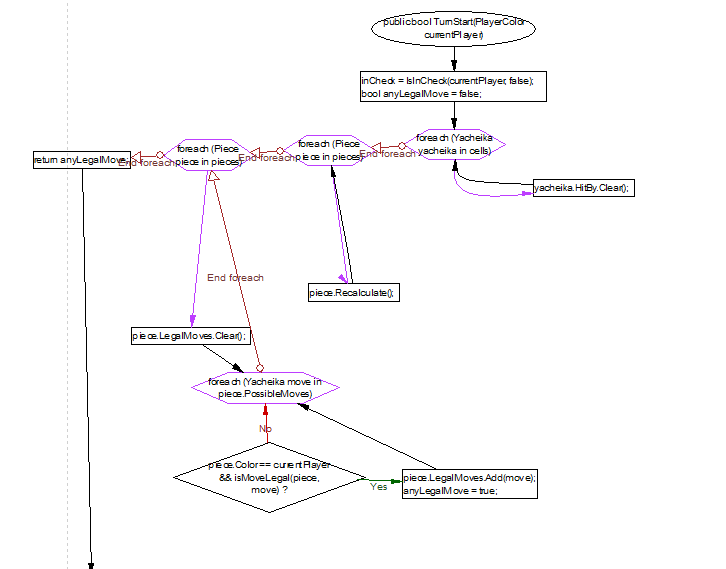 public bool TurnStart(PlayerColor
currentPlayer)
inCheck = IsInCheck(currentPlayer, false);
bool anyLegalMove = false;
foreach (Yacheika
yacheika in cells)
yacheika.HitBy.Clear();
End foreach
foreach (Piece
piece in pieces)
piece.Recalculate();
End foreach
foreach (Piece
piece in pieces)
End foreach
return anyLegalMove;
End foreach
piece.LegalMoves.Clear();
foreach (Yacheika move in
piece.PossibleMoves)
No
piece.Color == currentPlayer
&& isMoveLegal(piece,
move) ?
Yes
piece.LegalMoves.Add(move);
anyLegalMove = true;